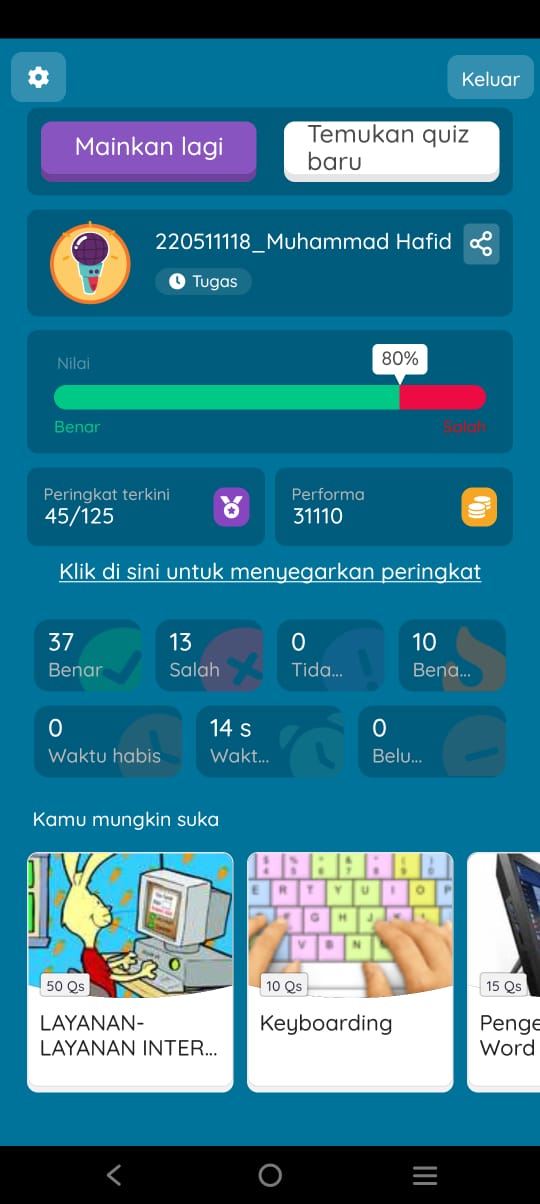 Keluar
Mainkan lagi
Temukan quiz
baru
220511118_Muhammad Hafid
Tugas
Nilai
80%
Benar
Salah
Peringkat terkini
45/125
Performa
31110
Klik di sini untuk menyegarkan peringkat
37
Benar
13
Salah
0
Tida...
10
Bena...
0
Waktu habis
14 s
Wakt...
0
Belu...
Kamu mungkin suka
50 Qs
LAYANAN-
LAYANAN INTER...
10 Qs
Keyboarding
15 Qs
Penge
Word